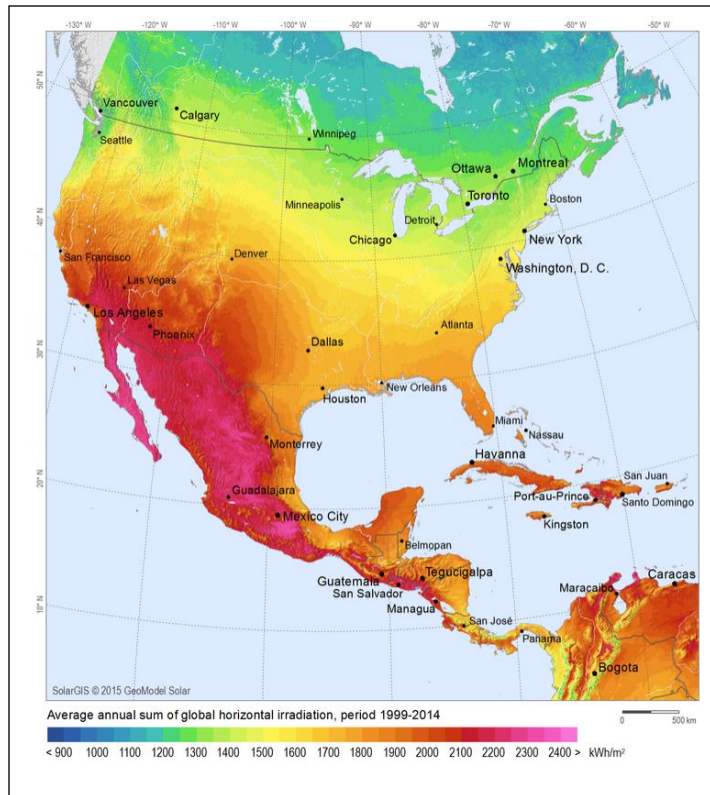 -130° W -120° W -110° W -100° W -90° W -80° W -70° W -60° W -50° W
50° N
40° N
30° N
20° N
10° N
Vancouver
Calgary
Seattle
Winnipeg
Ottawa
Montreal
Toronto
Minneapolis
Boston
Detroit
Chicago
New York
San Francisco
Denver
Washington, D. C.
Las Vegas
Los Angeles
Phoenix
Atlanta
Dallas
Houston
New Orleans
Miami
Nassau
Monterrey
Havanna
San Juan
Guadalajara
Port-au-Prince
Santo Domingo
Mexico City
Kingston
Belmopan
Guatemala
Tegucigalpa
San Salvador
Managua
Caracas
Maracaibo
San José
Panama
Bogota
SolarGIS © 2015 GeoModel Solar
Average annual sum of global horizontal irradiation, period 1999-2014
0 500 km
< 900 1000 1100 1200 1300 1400 1500 1600 1700 1800 1900 2000 2100 2200 2300 2400 > kWh/m²